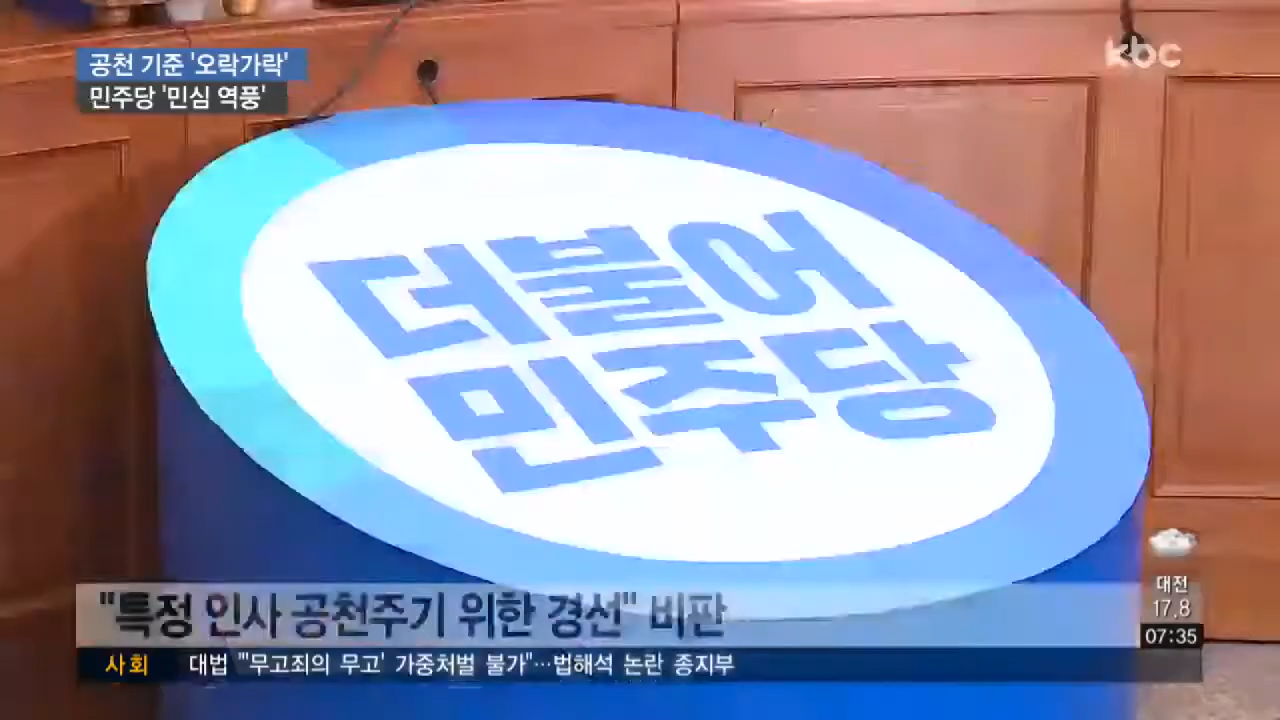 공천 기준 '오락가락'
민주당 '민심 역풍'
kbc
더불어
민주당
"특정 인사 공천주기 위한 경선" 비판
대전
17.8
07:35
사회 대법 "'무고죄의 무고' 가중처벌 불가"…법해석 논란 종지부